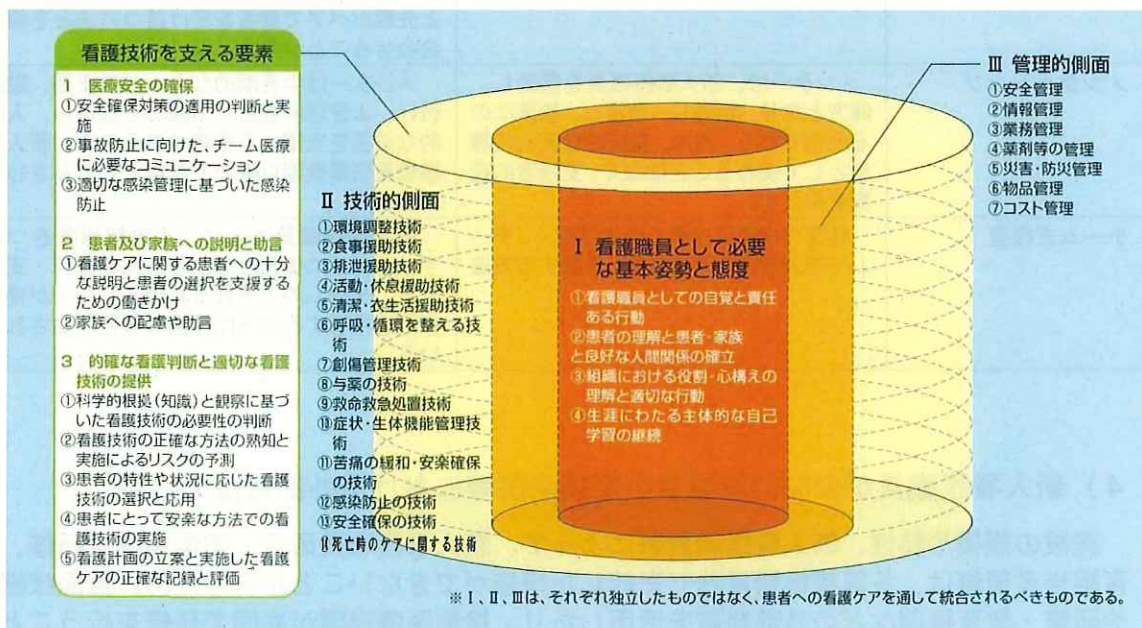 看護技術を支える要素
1 医療安全の確保
①安全確保対策の適用の判断と実
施
②事故防止に向けた、チーム医療
に必要なコミュニケーション
③適切な感染管理に基づいた感染
防止
2 患者及び家族への説明と助言
①看護ケアに関する患者への十分
な説明と患者の選択を支援する
ための働きかけ
②家族への配慮や助言
3 的確な看護判断と適切な看護
技術の提供
①科学的根拠(知識)と観察に基づ
いた看護技術の必要性の判断
②看護技術の正確な方法の熟知と
実施によるリスクの予測
③患者の特性や状況に応じた看護
技術の選択と応用
④患者にとって安楽な方法での看
護技術の実施
⑤看護計画の立案と実施した看護
ケアの正確な記録と評価
Ⅱ 技術的側面
①環境調整技術
②食事援助技術
③排泄援助技術
④活動・休息援助技術
⑤清潔・衣生活援助技術
⑥呼吸・循環を整える技
術
⑦創傷管理技術
⑧与薬の技術
⑨救命救急処置技術
⑩症状・生体機能管理技
術
⑪苦痛の緩和・安楽確保
の技術
⑫感染防止の技術
⑬安全確保の技術
⑭死亡時のケアに関する技術
Ⅰ 看護職員として必要
な基本姿勢と態度
①看護職員としての自覚と責任
ある行動
②患者の理解と患者・家族
と良好な人間関係の確立
③組織における役割・心構えの
理解と適切な行動
④生涯にわたる主体的な自己
学習の継続
Ⅲ 管理的側面
①安全管理
②情報管理
③業務管理
④薬剤等の管理
⑤災害・防災管理
⑥物品管理
⑦コスト管理
※Ⅰ、Ⅱ、Ⅲは、それぞれ独立したものではなく、患者への看護ケアを通して統合されるべきものである。